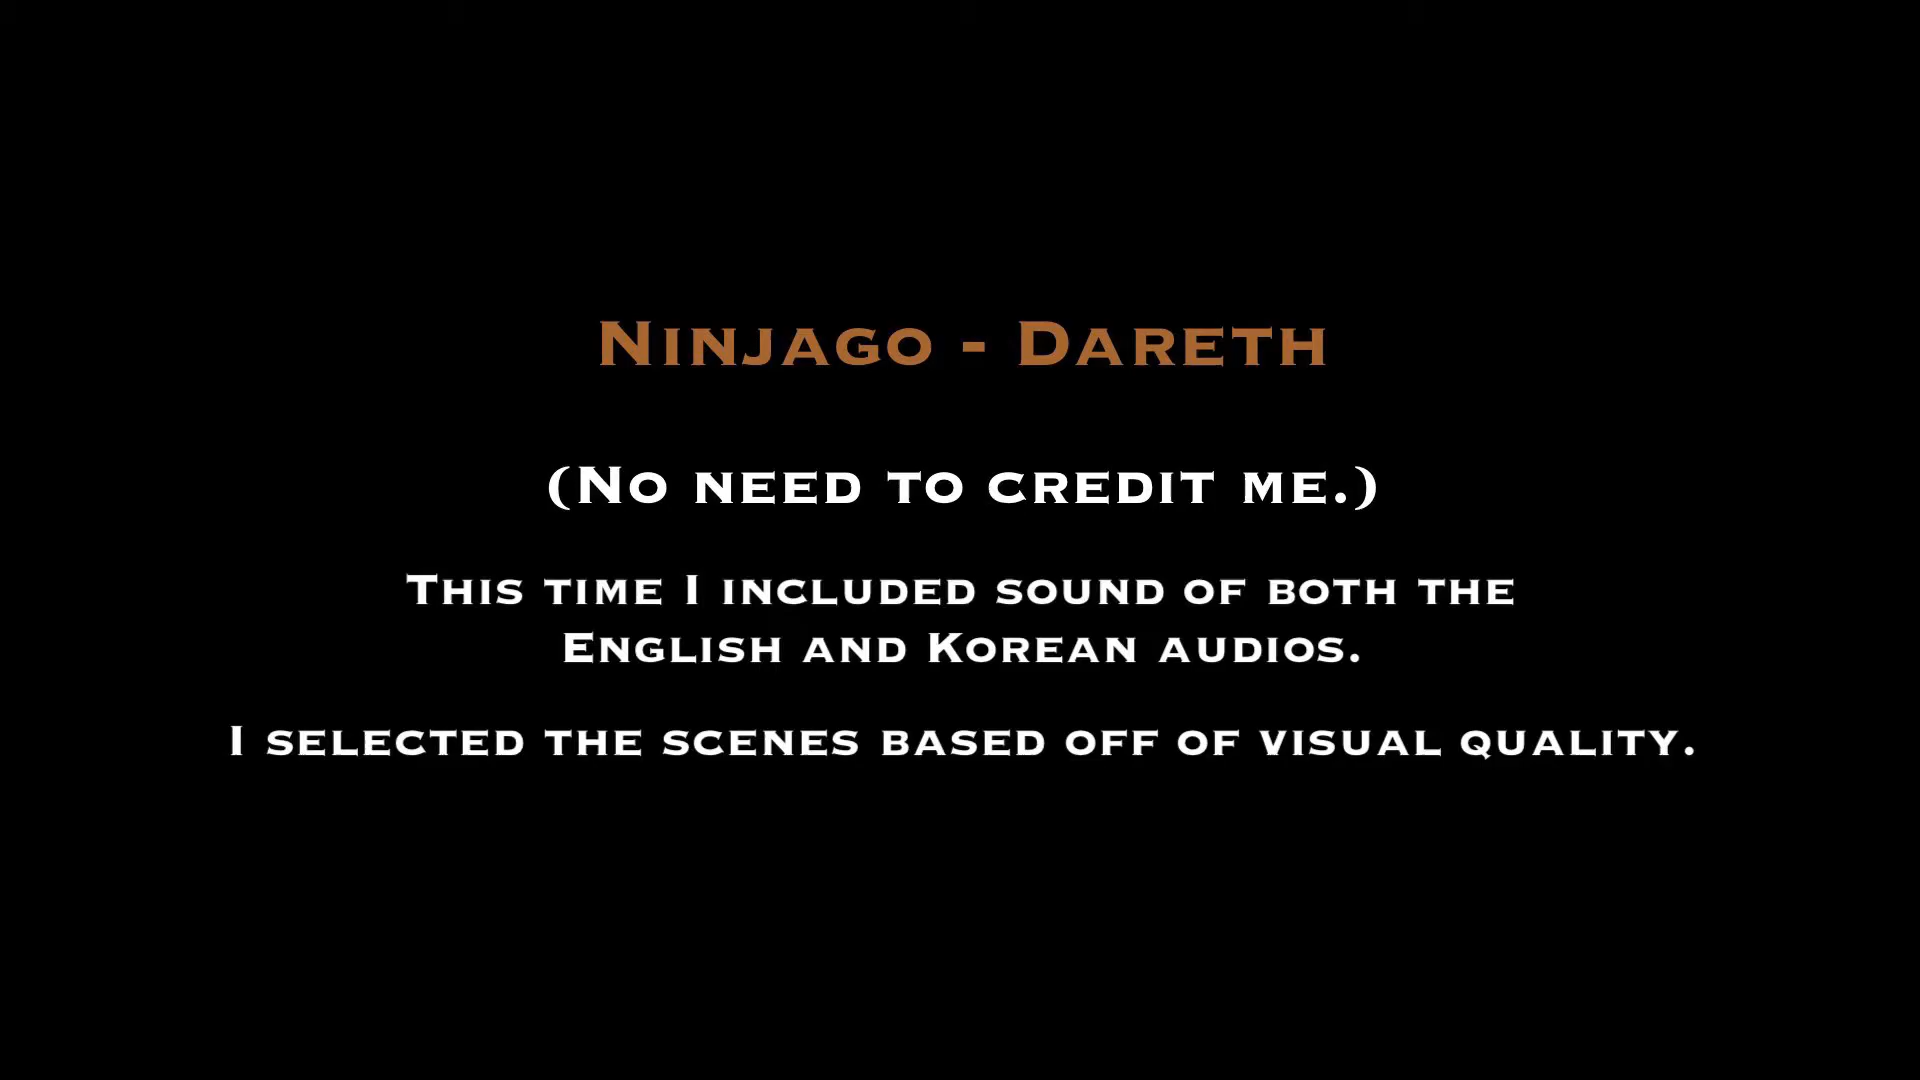 Ninjago - Dareth
(No need to credit me.)
This time I included sound of both the
English and Korean audios.
I selected the scenes based off of visual quality.